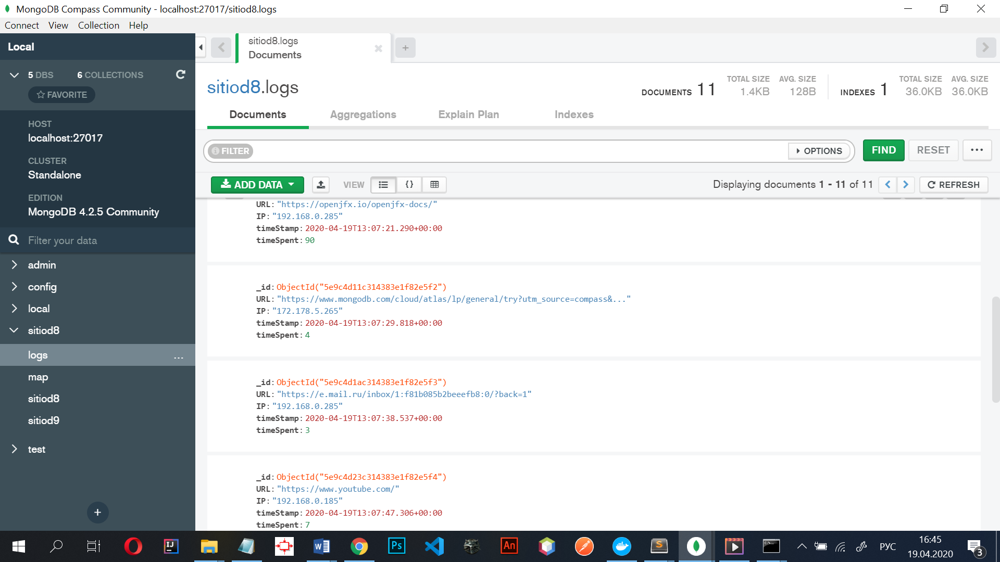 MongoDB Compass Community - localhost:27017/sitiod8.logs
Connect View Collection Help
Local
5 DBS 6 COLLECTIONS
FAVORITE
HOST
localhost:27017
CLUSTER
Standalone
EDITION
MongoDB 4.2.5 Community
Filter your data
admin
config
local
sitiod8
logs ...
map
sitiod8
sitiod9
test
+
sitiod8.logs
Documents
+
sitiod8.logs
DOCUMENTS 11
TOTAL SIZE AVG. SIZE
1.4KB 128B
INDEXES 1
TOTAL SIZE AVG. SIZE
36.0KB 36.0KB
Documents Aggregations Explain Plan Indexes
FILTER
OPTIONS
FIND
RESET
...
ADD DATA
VIEW
{}
Displaying documents 1 - 11 of 11
REFRESH
URL: "https://openjfx.io/openjfx-docs/"
IP: "192.168.0.285"
timeStamp: 2020-04-19T13:07:21.290+00:00
timeSpent: 90
_id: ObjectId("5e9c4d11c314383e1f82e5f2")
URL: "https://www.mongodb.com/cloud/atlas/lp/general/try?utm_source=compass&..."
IP: "172.178.5.265"
timeStamp: 2020-04-19T13:07:29.818+00:00
timeSpent: 4
_id: ObjectId("5e9c4d1ac314383e1f82e5f3")
URL: "https://e.mail.ru/inbox/1:f81b085b2beeefb8:0/?back=1"
IP: "192.168.0.285"
timeStamp: 2020-04-19T13:07:38.537+00:00
timeSpent: 3
_id: ObjectId("5e9c4d23c314383e1f82e5f4")
URL: "https://www.youtube.com/"
IP: "192.168.0.185"
timeStamp: 2020-04-19T13:07:47.306+00:00
timeSpent: 7
IJ
W
Ps
An
S
РУС
16:45
19.04.2020
3